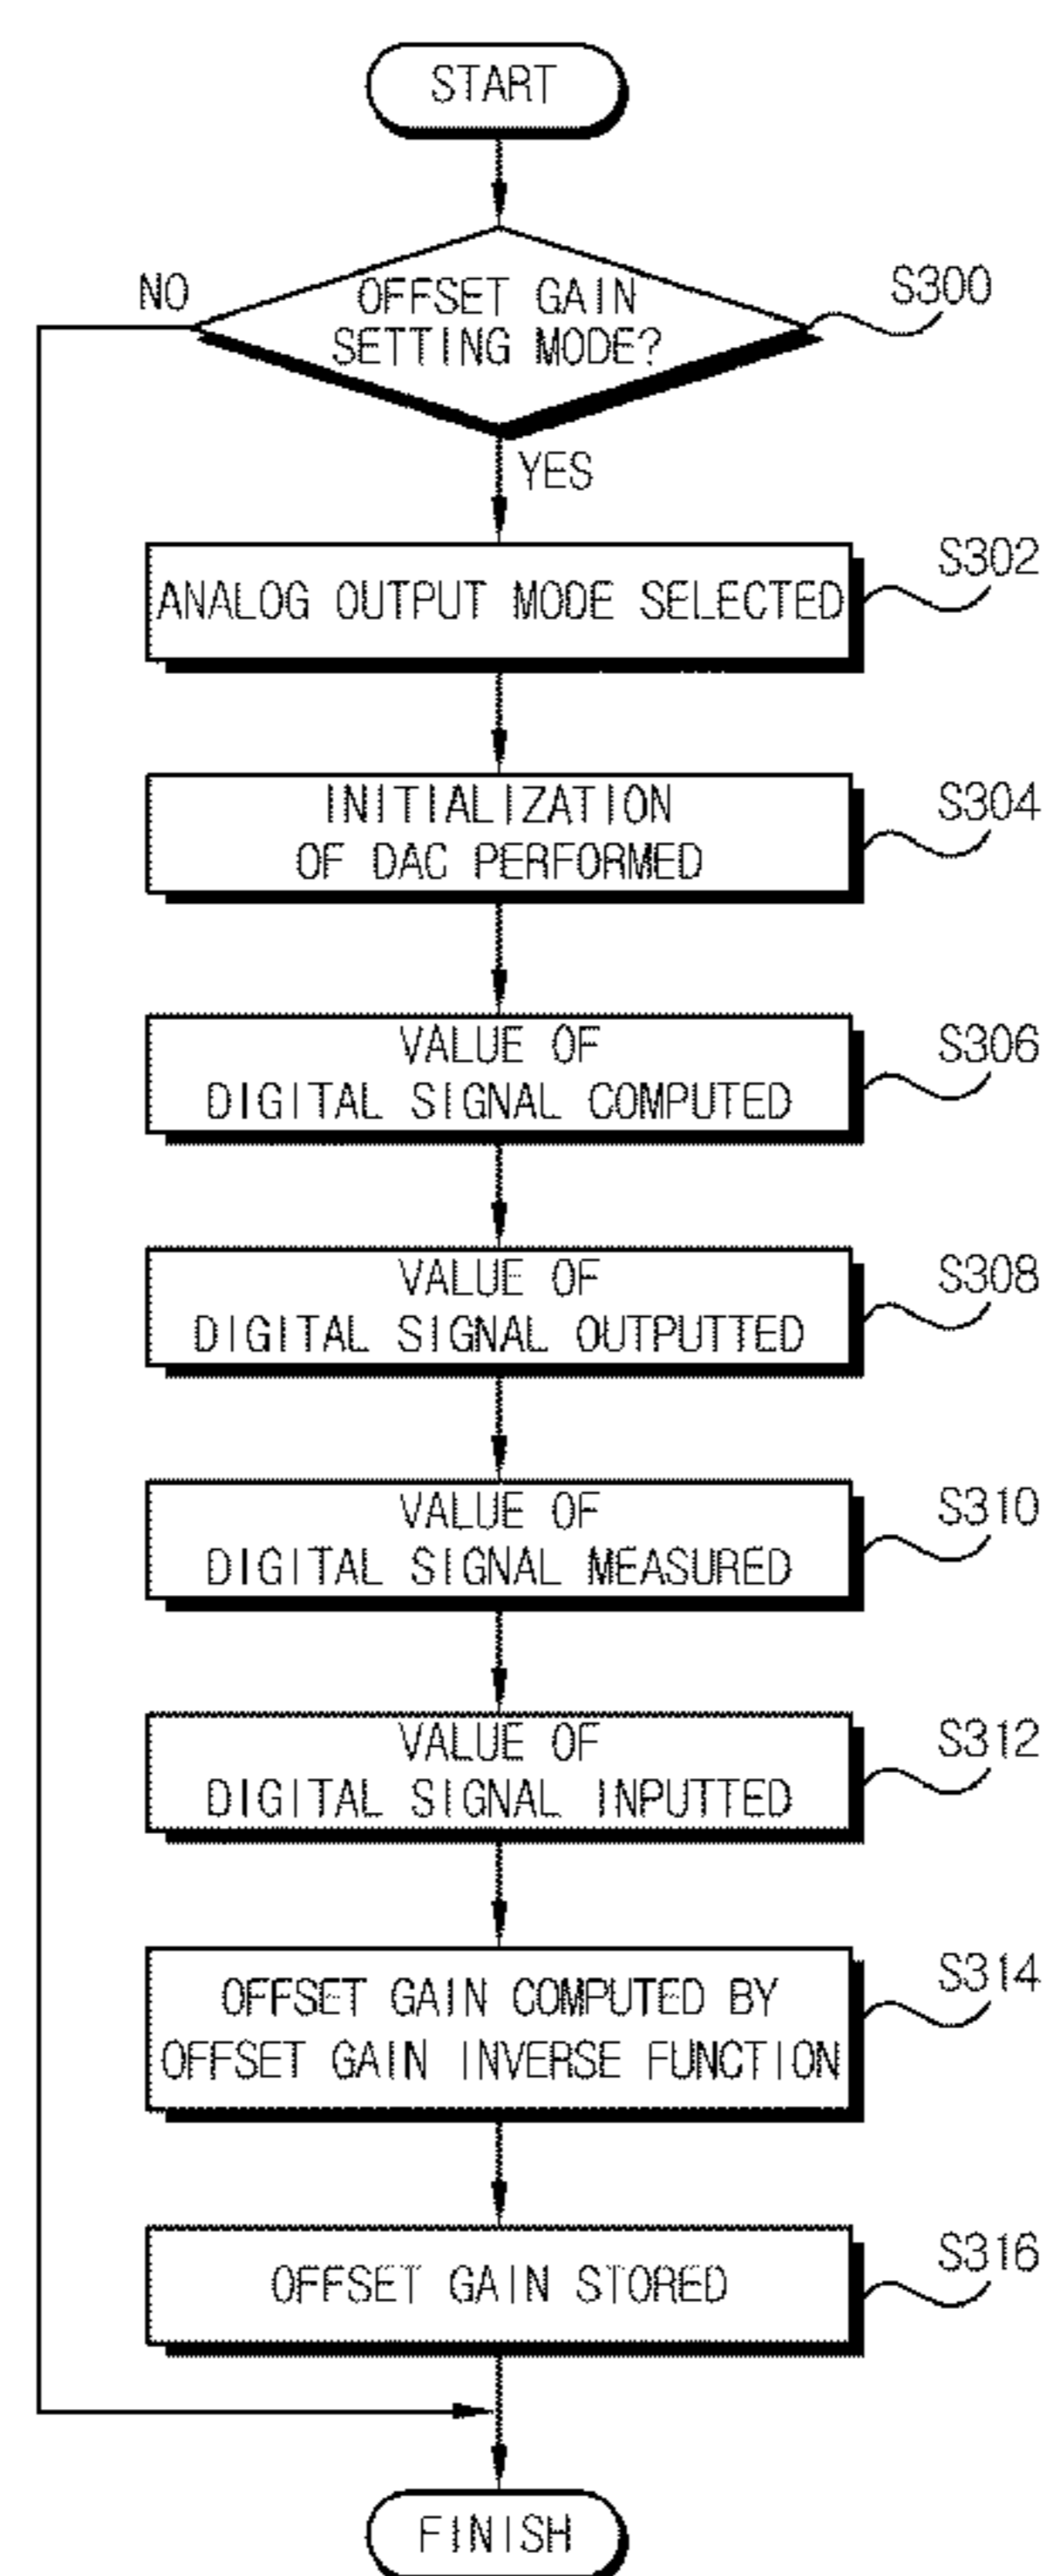 START
NO
OFFSET GAIN
SETTING MODE?
S300
YES
ANALOG OUTPUT MODE SELECTED
S302
INITIALIZATION
OF DAC PERFORMED
S304
VALUE OF
DIGITAL SIGNAL COMPUTED
S306
VALUE OF
DIGITAL SIGNAL OUTPUTTED
S308
VALUE OF
DIGITAL SIGNAL MEASURED
S310
VALUE OF
DIGITAL SIGNAL INPUTTED
S312
OFFSET GAIN COMPUTED BY
OFFSET GAIN INVERSE FUNCTION
S314
OFFSET GAIN STORED
S316
FINISH